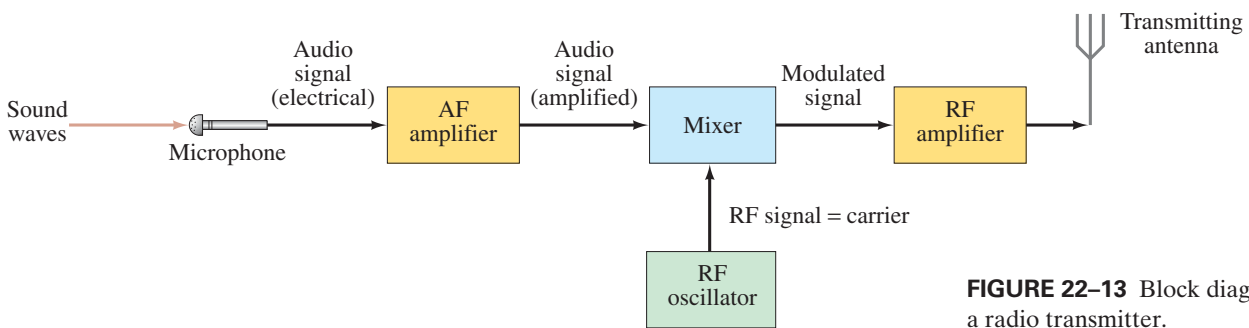 Sound
waves
Microphone
Audio
signal
(electrical)
AF
amplifier
Audio
signal
(amplified)
Mixer
RF signal = carrier
RF
oscillator
Modulated
signal
RF
amplifier
Transmitting
antenna
FIGURE 22–13 Block diag
a radio transmitter.